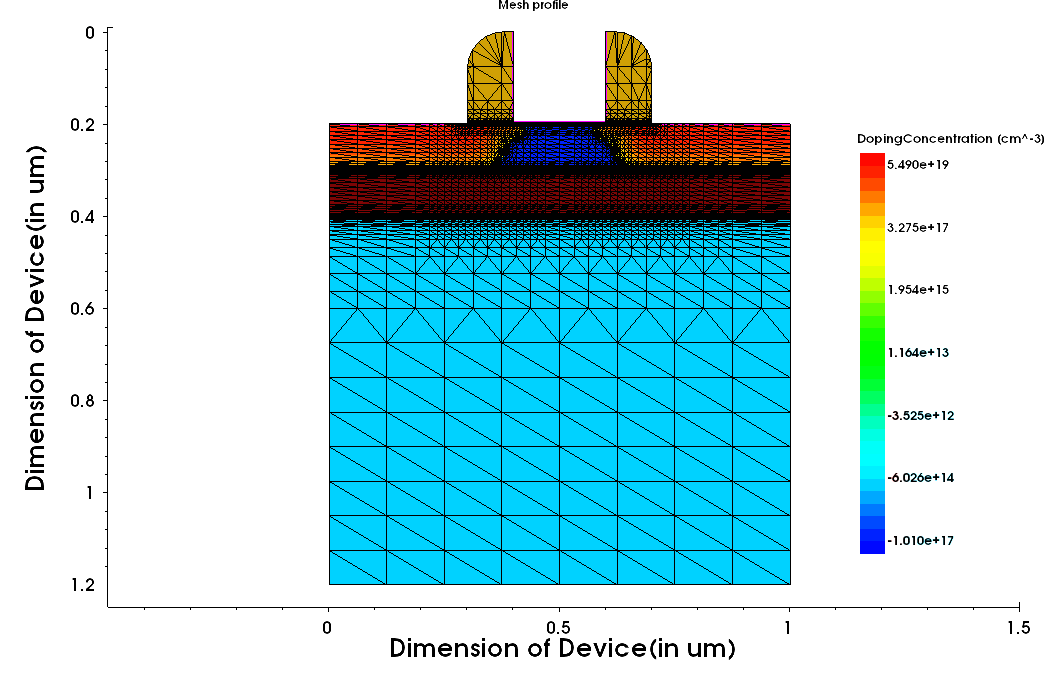 Mesh profile
0
0.2
0.4
0.6
0.8
1
1.2
Dimension of Device(in um)
0
0.5
1
1.5
Dimension of Device(in um)
DopingConcentration (cm^-3)
5.490e+19
3.275e+17
1.954e+15
1.164e+13
-3.525e+12
-6.026e+14
-1.010e+17